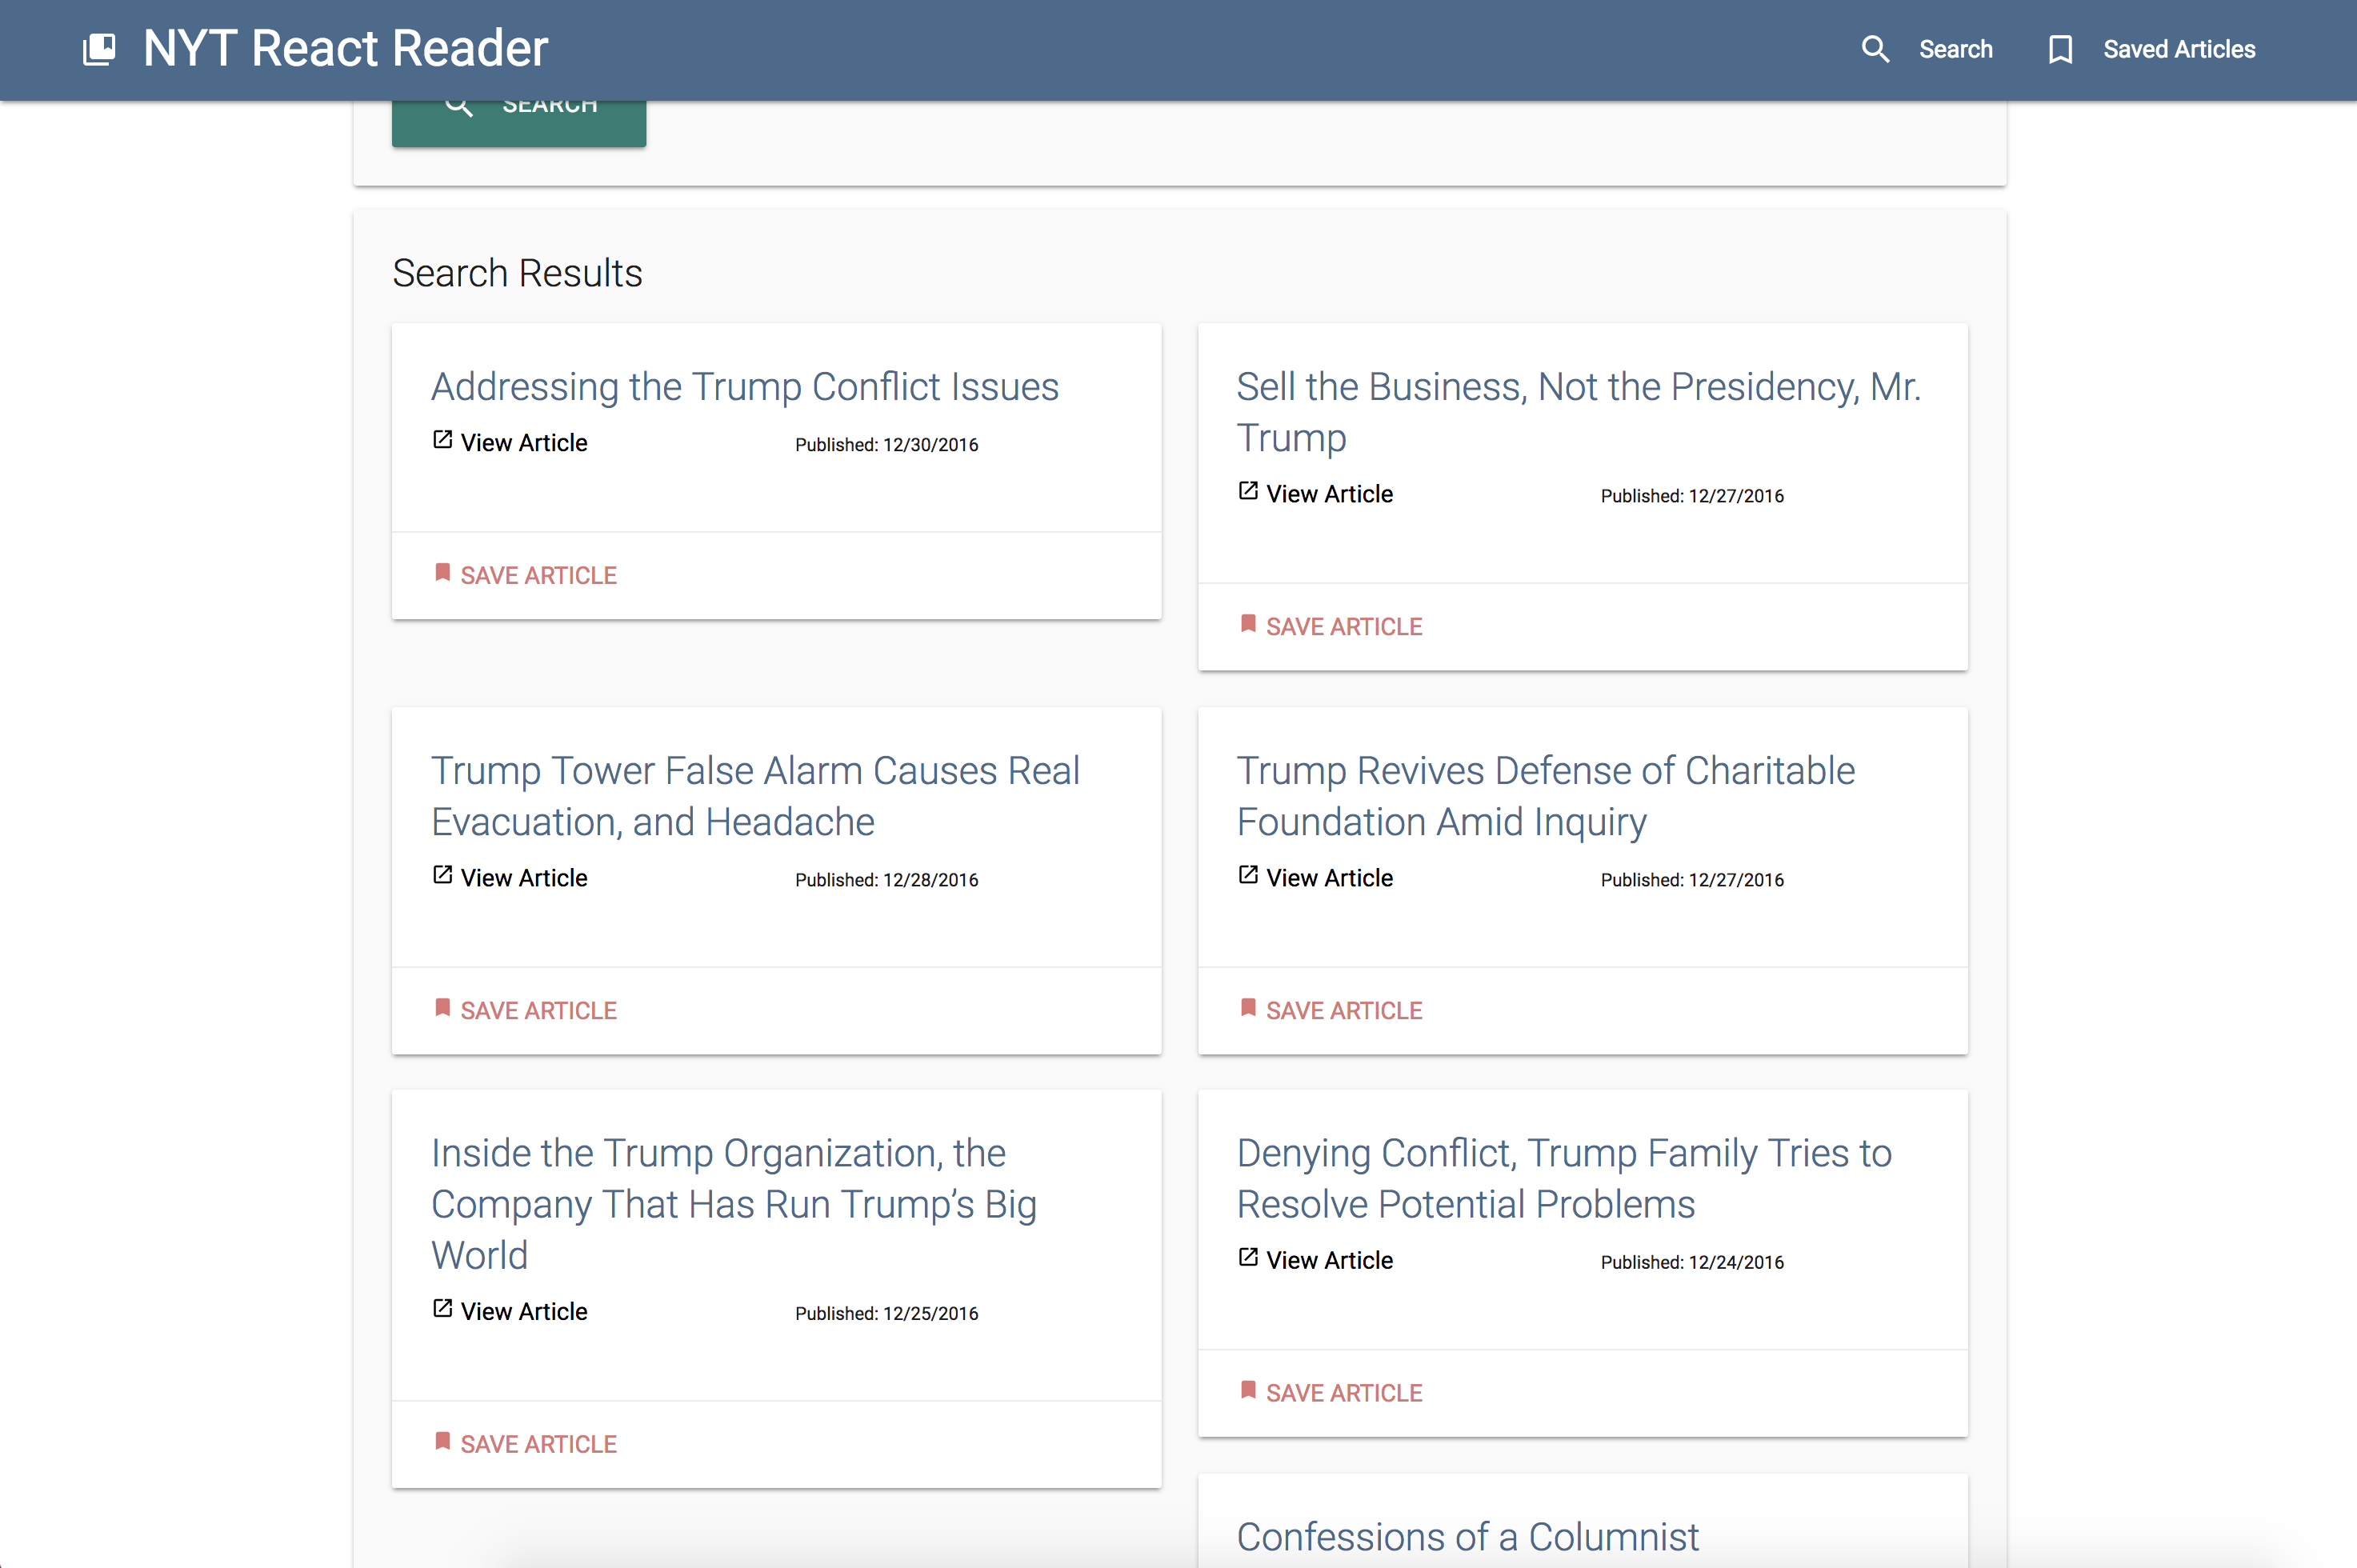 NYT React Reader
Search
Saved Articles
SEARCH
Search Results
Addressing the Trump Conflict Issues
View Article
Published: 12/30/2016
SAVE ARTICLE
Sell the Business, Not the Presidency, Mr.
Trump
View Article
Published: 12/27/2016
SAVE ARTICLE
Trump Tower False Alarm Causes Real
Evacuation, and Headache
View Article
Published: 12/28/2016
SAVE ARTICLE
Trump Revives Defense of Charitable
Foundation Amid Inquiry
View Article
Published: 12/27/2016
SAVE ARTICLE
Inside the Trump Organization, the
Company That Has Run Trump’s Big
World
View Article
Published: 12/25/2016
SAVE ARTICLE
Denying Conflict, Trump Family Tries to
Resolve Potential Problems
View Article
Published: 12/24/2016
SAVE ARTICLE
Confessions of a Columnist